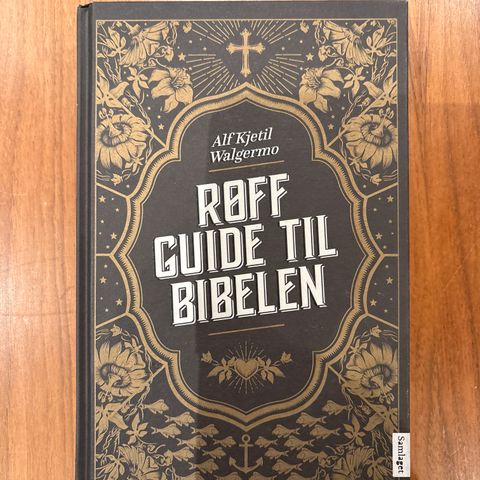 Alf Kjetil
Walgermo
RØFF
GUIDE TIL
BIBELEN
Samlaget